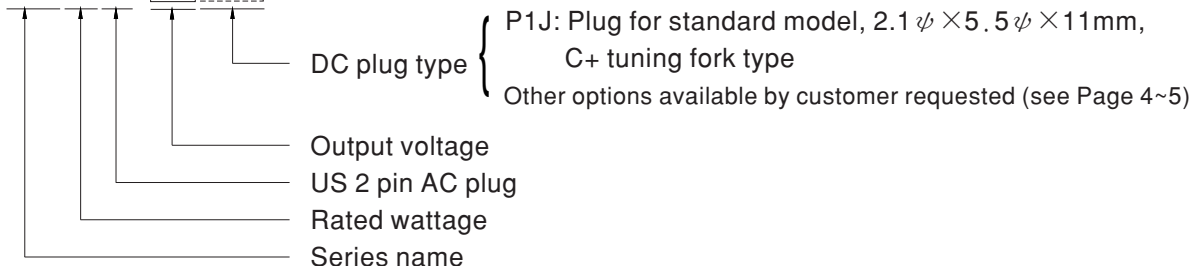 P1J: Plug for standard model, 2.1ψ×5.5ψ×11mm,
DC plug type
C+ tuning fork type
Other options available by customer requested (see Page 4~5)
Output voltage
US 2 pin AC plug
Rated wattage
Series name